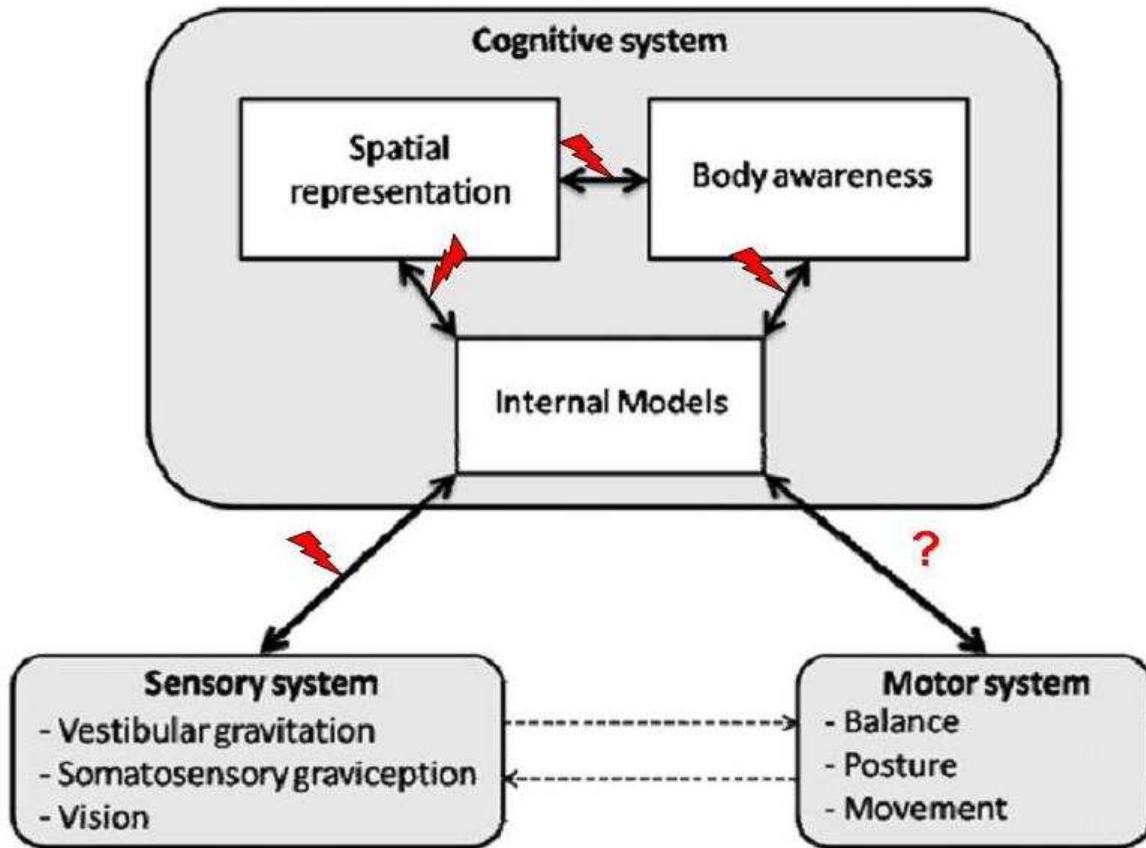 Cognitive system
Spatial
representation
Body awareness
Internal Models
?
Sensory system
- Vestibular gravitation
- Somatosensory graviception
- Vision
Motor system
- Balance
- Posture
- Movement